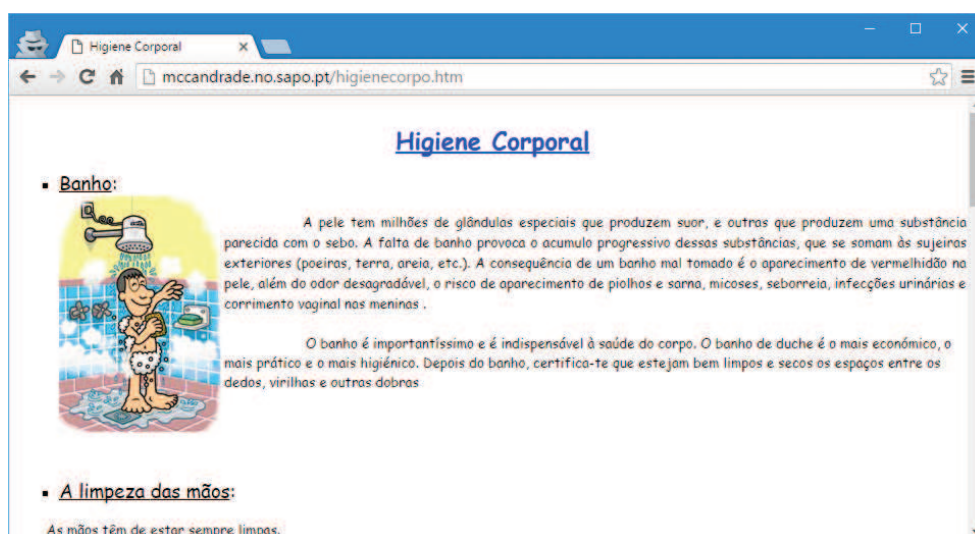 Higiene Corporal
mccandrade.no.sapo.pt/higienecorpo.htm
Higiene Corporal
Banho:
A pele tem milhões de glândulas especiais que produzem suor, e outras que produzem uma substância
parecida com o sebo. A falta de banho provoca o acumulo progressivo dessas substâncias, que se somam às sujeiras
exteriores (poeiras, terra, areia, etc.). A consequência de um banho mal tomado é o aparecimento de vermelhidão na
pele, além do odor desagradável, o risco de aparecimento de piolhos e sarna, micoses, seborreia, infecções urinárias e
corrimento vaginal nas meninas .
O banho é importantíssimo e é indispensável à saúde do corpo. O banho de duche é o mais económico, o
mais prático e o mais higiénico. Depois do banho, certifica-te que estejam bem limpos e secos os espaços entre os
dedos, virilhas e outras dobras
A limpeza das mãos:
As mãos têm de estar sempre limpas.